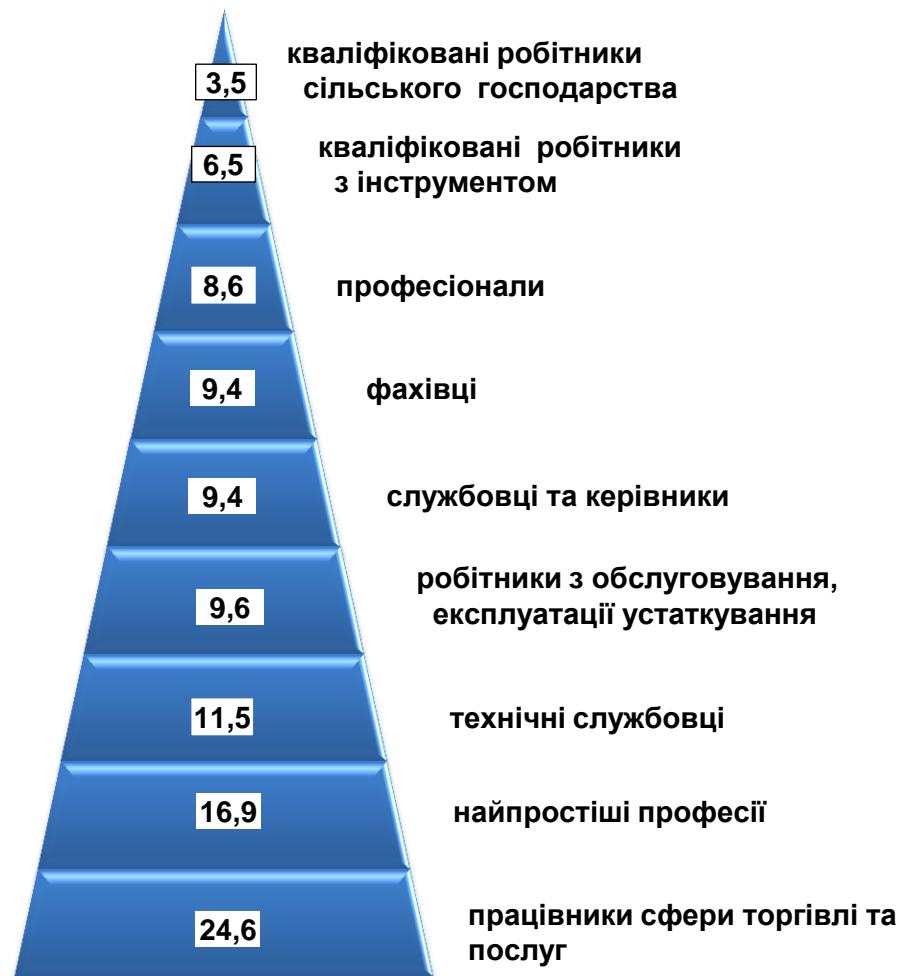 кваліфіковані робітники
3,5
сільського господарства
кваліфіковані робітники
6,5
з інструментом
8,6
професіонали
9,4
фахівці
9,4
службовці та керівники
робітники з обслуговування,
9,6
експлуатації устаткування
11,5
технічні службовці
16,9
найпростіші професії
24,6
працівники сфери торгівлі та
послуг